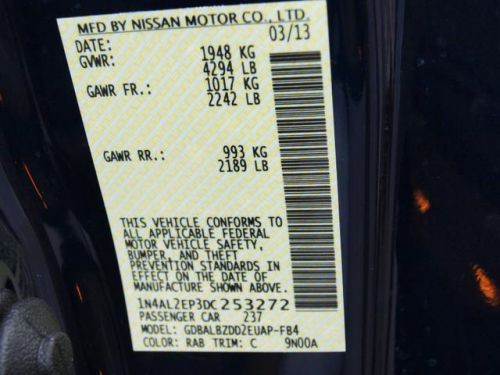 MFD BY NISSAN MOTOR CO., LTD.
DATE: 03/13
GVWR: 1948 KG
4294 LB
GAWR FR.: 1017 KG
2242 LB
GAWR RR.: 993 KG
2189 LB
THIS VEHICLE CONFORMS TO
ALL APPLICABLE FEDERAL
MOTOR VEHICLE SAFETY,
BUMPER, AND THEFT
PREVENTION STANDARDS IN
EFFECT ON THE DATE OF
MANUFACTURE SHOWN ABOVE.
1N4AL2EP3DC253272
PASSENGER CAR 237
MODEL: GDBALBZDD2EUAP-FB4
COLOR: RAB TRIM: C 9N00A